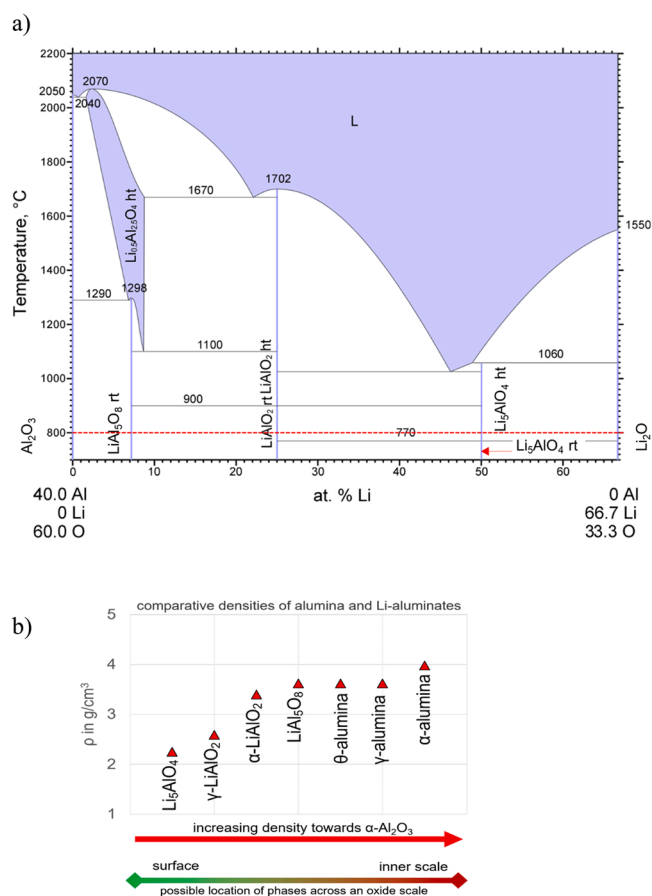 a)
2200
2070
2050
2040
2000
L
1800
1702
1670
1600
1550
Temperature, °C
Li0.5Al2.5O4 ht
1400
1290
1298
1200
1100
1060
1000
LiAl5O8 rt
LiAlO2 rt
LiAlO2 ht
Li5AlO4 ht
900
800
770
Li5AlO4 rt
Al2O3
Li2O
0 10 20 30 40 50 60
40.0 Al
at. % Li
0 Al
0 Li
66.7 Li
60.0 O
33.3 O
b)
comparative densities of alumina and Li-aluminates
5
4
3
2
1
ρ in g/cm³
Li5AlO4
γ-LiAlO2
α-LiAlO2
LiAl5O8
θ-alumina
γ-alumina
α-alumina
increasing density towards α-Al2O3
surface
inner scale
possible location of phases across an oxide scale